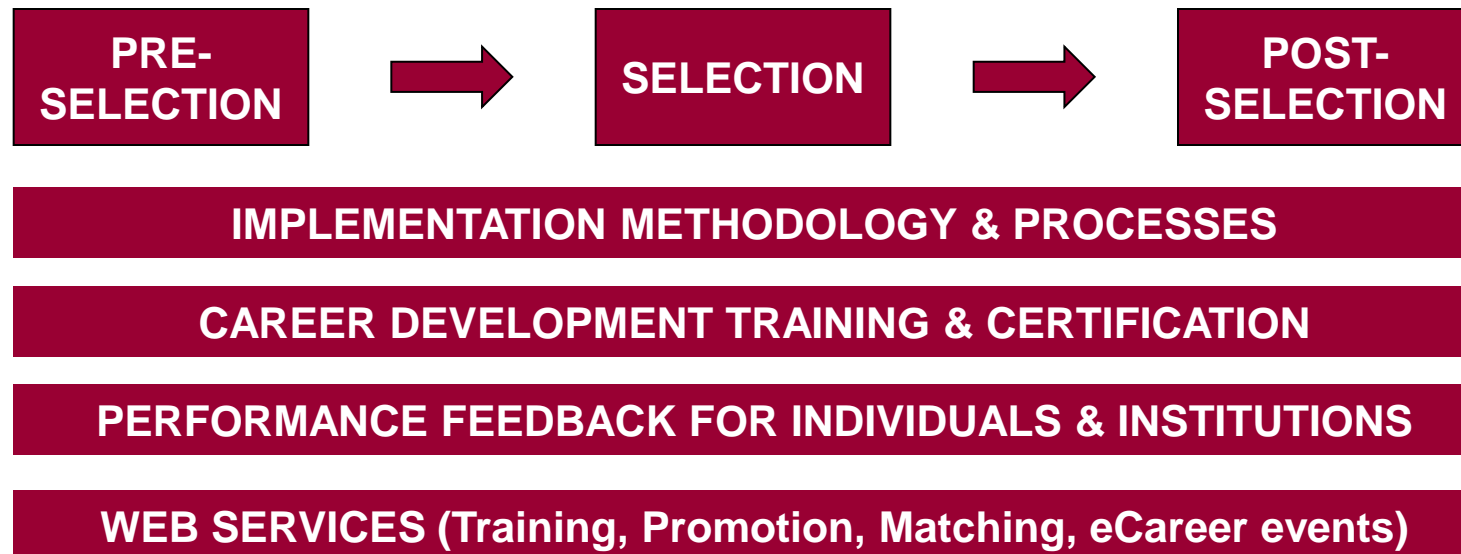 PRE-
SELECTION
SELECTION
POST-
SELECTION
IMPLEMENTATION METHODOLOGY & PROCESSES
CAREER DEVELOPMENT TRAINING & CERTIFICATION
PERFORMANCE FEEDBACK FOR INDIVIDUALS & INSTITUTIONS
WEB SERVICES (Training, Promotion, Matching, eCareer events)